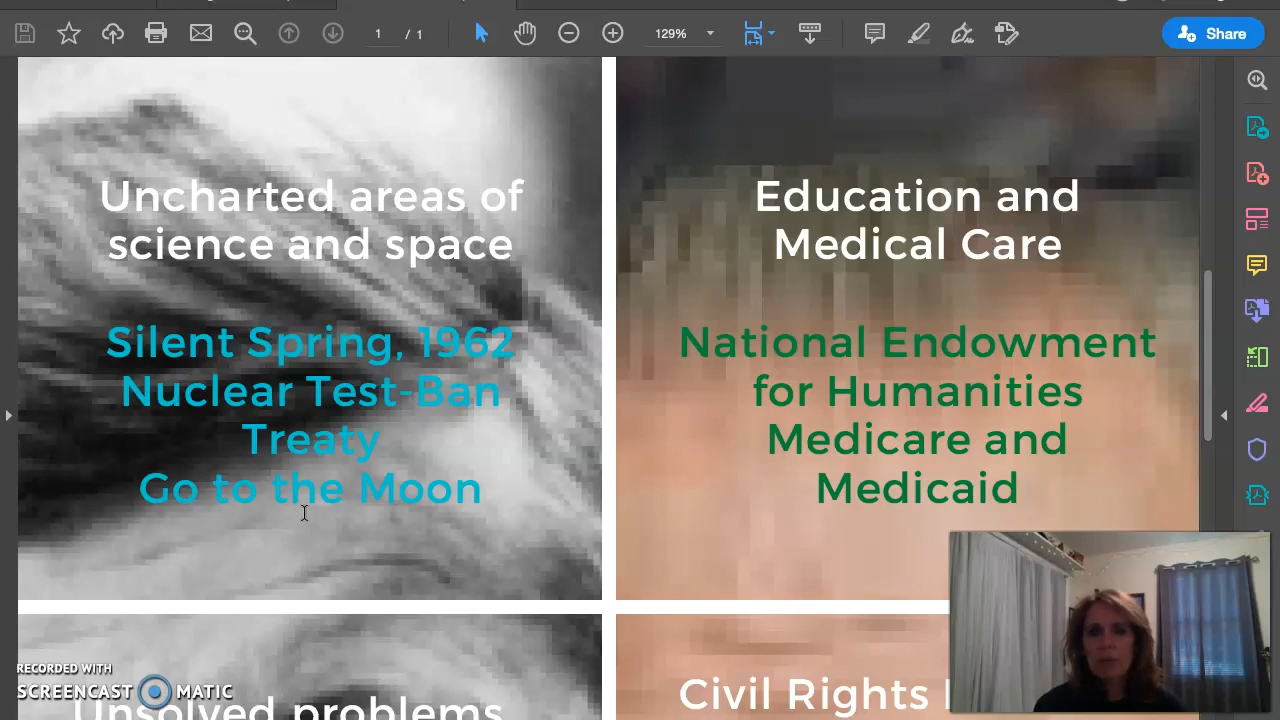 1 / 1
129%
Share
Uncharted areas of
science and space
Silent Spring, 1962
Nuclear Test-Ban
Treaty
Go to the Moon
Education and
Medical Care
National Endowment
for Humanities
Medicare and
Medicaid
Unsolved problems
Civil Rights
RECORDED WITH
SCREENCAST MATIC